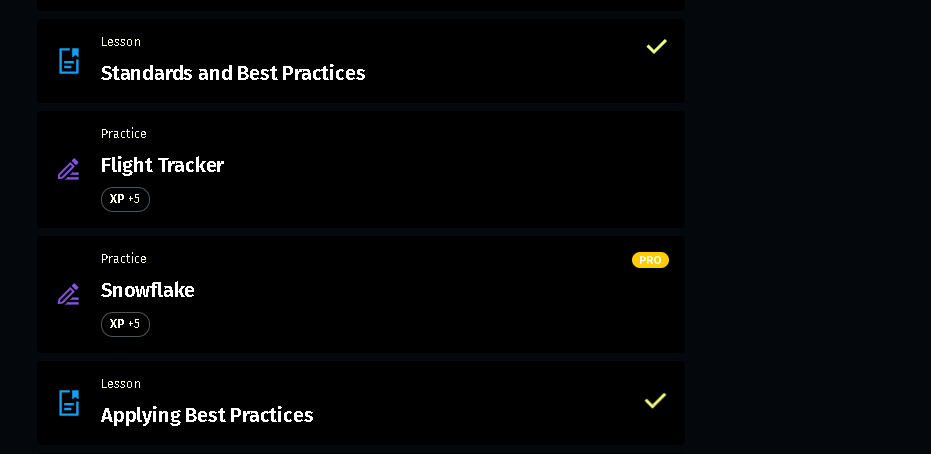 Lesson
Standards and Best Practices
Practice
Flight Tracker
XP +5
Practice
PRO
Snowflake
XP +5
Lesson
Applying Best Practices